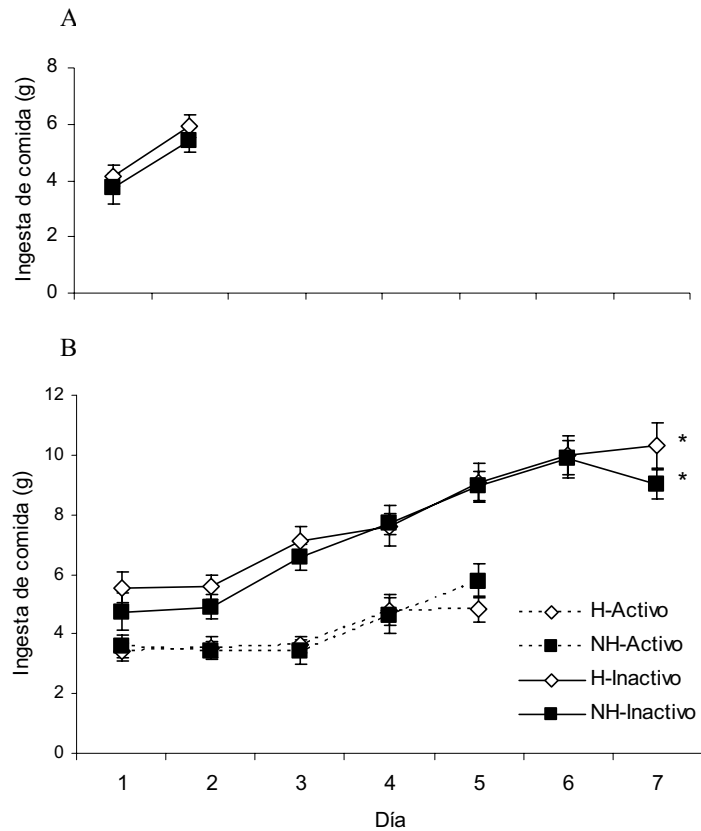 A
Ingesta de comida (g)
8
6
4
2
0
B
Ingesta de comida (g)
12
10
8
6
4
2
0
*
*
H-Activo
NH-Activo
H-Inactivo
NH-Inactivo
1 2 3 4 5 6 7
Día